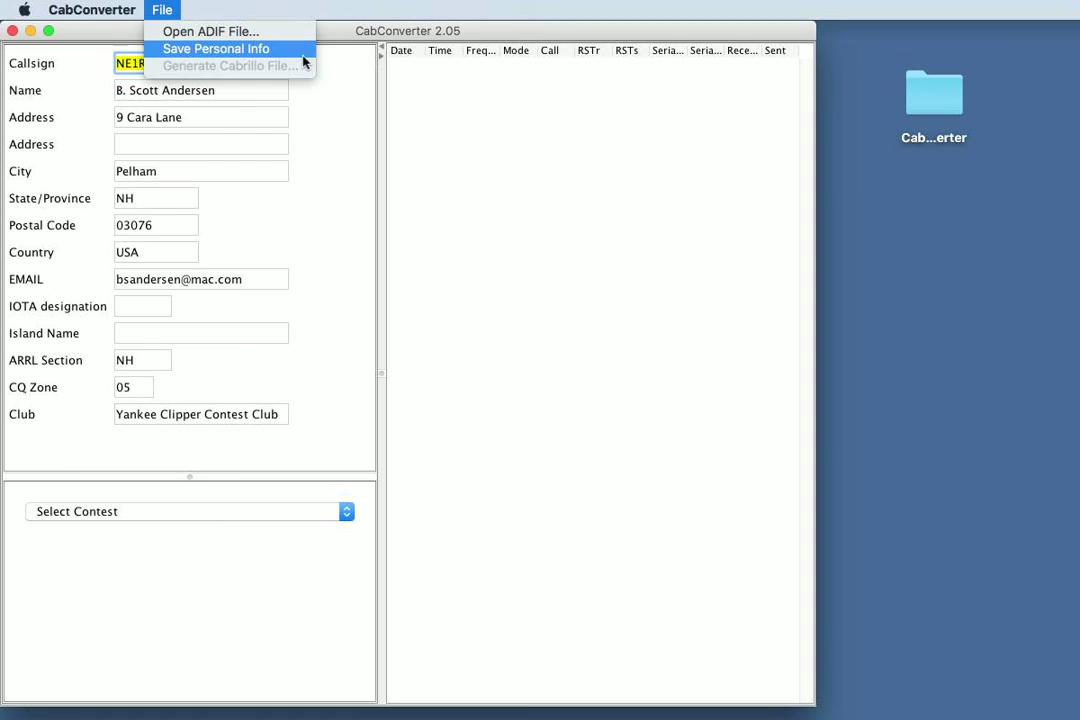 CabConverter File
CabConverter 2.05
Open ADIF File...
Save Personal Info
Generate Cabrillo File...
Date Time Freq... Mode Call RSTr RSTs Seria... Seria... Rece... Sent
Callsign NE1R
Name B. Scott Andersen
Address 9 Cara Lane
Address
City Pelham
State/Province NH
Postal Code 03076
Country USA
EMAIL bsandersen@mac.com
IOTA designation
Island Name
ARRL Section NH
CQ Zone 05
Club Yankee Clipper Contest Club
Select Contest
Cab...erter